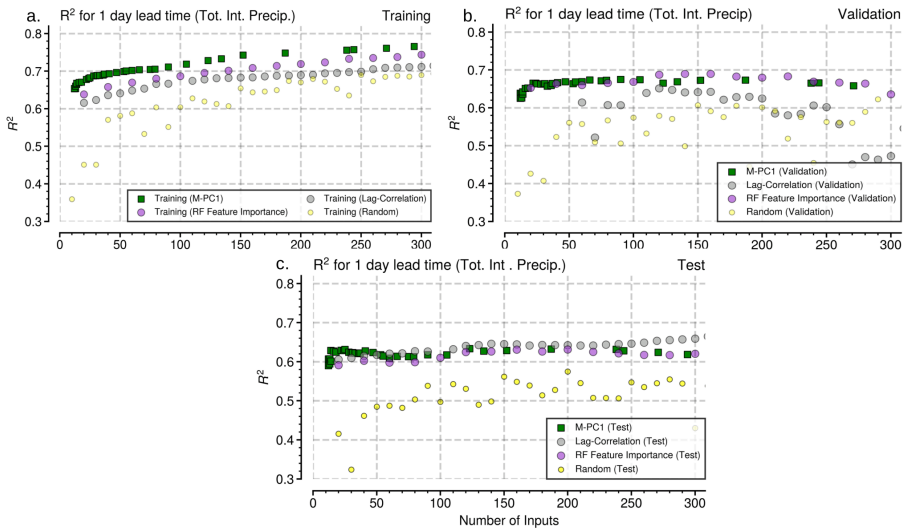 a. R² for 1 day lead time (Tot. Int. Precip.) Training
0.8
0.7
0.6
0.5
0.4
0.3
R²
Training (M-PC1) Training (Lag-Correlation)
Training (RF Feature Importance) Training (Random)
0 50 100 150 200 250 300
b. R² for 1 day lead time (Tot. Int. Precip) Validation
0.8
0.7
0.6
0.5
0.4
0.3
R²
M-PC1 (Validation)
Lag-Correlation (Validation)
RF Feature Importance (Validation)
Random (Validation)
0 50 100 150 200 250 300
c. R² for 1 day lead time (Tot. Int . Precip.) Test
0.8
0.7
0.6
0.5
0.4
0.3
R²
M-PC1 (Test)
Lag-Correlation (Test)
RF Feature Importance (Test)
Random (Test)
0 50 100 150 200 250 300
Number of Inputs